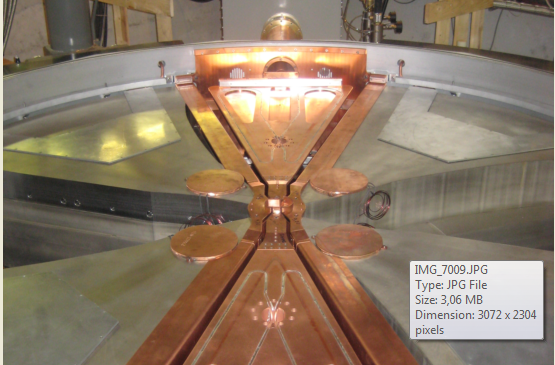 IMG_7009.JPG
Type: JPG File
Size: 3,06 MB
Dimension: 3072 x 2304
pixels